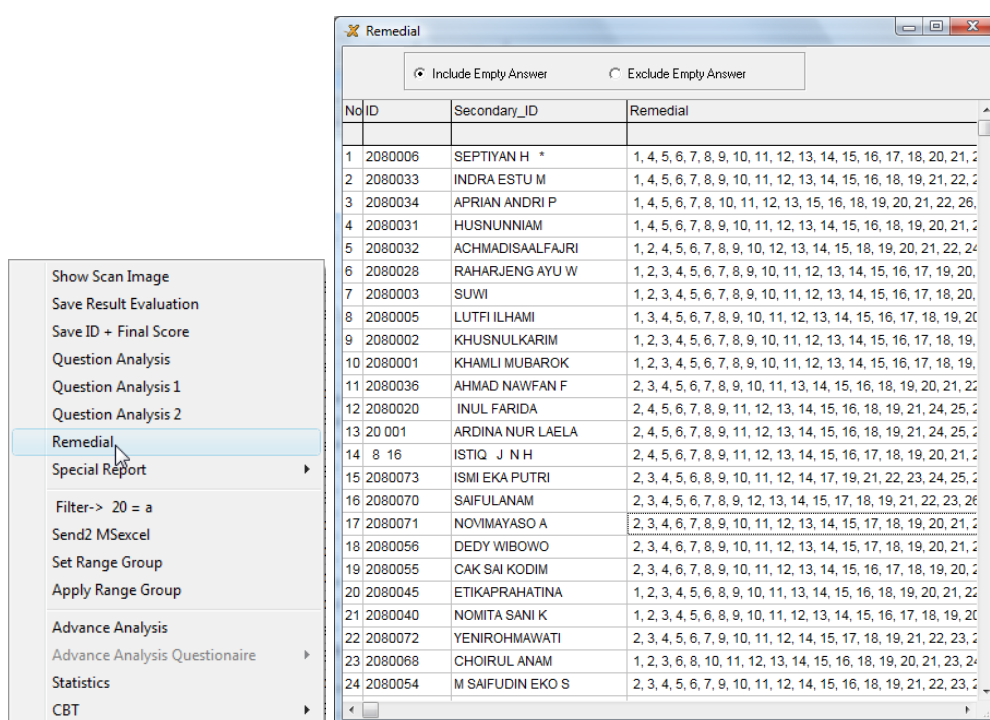 Remedial
Include Empty Answer Exclude Empty Answer
No ID Secondary_ID Remedial
1 2080006 SEPTIYAN H * 1, 4, 5, 6, 7, 8, 9, 10, 11, 12, 13, 14, 15, 16, 17, 18, 20, 21, 2
2 2080033 INDRA ESTU M 1, 4, 5, 6, 7, 8, 9, 10, 11, 12, 13, 14, 15, 16, 18, 19, 21, 22, 2
3 2080034 APRIAN ANDRI P 1, 4, 5, 6, 7, 8, 10, 11, 12, 13, 15, 16, 18, 19, 20, 21, 22, 26,
4 2080031 HUSNUNNIAM 1, 4, 5, 6, 7, 8, 9, 10, 11, 12, 13, 14, 15, 16, 18, 19, 20, 21, 2
5 2080032 ACHMADISAALFAJRI 1, 2, 4, 5, 6, 7, 8, 9, 10, 12, 13, 14, 15, 18, 19, 20, 21, 22, 24
6 2080028 RAHARJENG AYU W 1, 2, 3, 4, 5, 6, 7, 8, 9, 10, 11, 12, 13, 14, 15, 16, 17, 19, 20,
7 2080003 SUWI 1, 2, 3, 4, 5, 6, 7, 8, 9, 10, 11, 12, 13, 14, 15, 16, 17, 18, 20,
8 2080005 LUTFI ILHAMI 1, 3, 4, 5, 6, 7, 8, 9, 10, 11, 12, 13, 14, 15, 16, 17, 18, 19, 20
9 2080002 KHUSNULKARIM 1, 2, 3, 4, 5, 6, 7, 8, 9, 10, 11, 12, 13, 14, 15, 16, 17, 18, 19,
10 2080001 KHAMLI MUBAROK 1, 2, 3, 4, 5, 6, 7, 8, 9, 10, 11, 12, 13, 14, 15, 16, 17, 18, 19,
11 2080036 AHMAD NAWFAN F 2, 3, 4, 5, 6, 7, 8, 9, 10, 11, 13, 14, 15, 16, 18, 19, 20, 21, 22
12 2080020 INUL FARIDA 2, 4, 5, 6, 7, 8, 9, 11, 12, 13, 14, 15, 16, 18, 19, 21, 24, 25, 2
13 20 001 ARDINA NUR LAELA 2, 4, 5, 6, 7, 8, 9, 11, 12, 13, 14, 15, 16, 18, 19, 21, 24, 25, 2
14 8 16 ISTIQ J N H 2, 4, 5, 6, 7, 8, 9, 11, 12, 13, 14, 15, 16, 17, 18, 19, 20, 21, 2
15 2080073 ISMI EKA PUTRI 2, 3, 4, 5, 6, 8, 9, 10, 11, 12, 14, 17, 19, 21, 22, 23, 24, 25, 2
16 2080070 SAIFULANAM 2, 3, 4, 5, 6, 7, 8, 9, 12, 13, 14, 15, 17, 18, 19, 21, 22, 23, 26
17 2080071 NOVIMAYASO A 2, 3, 4, 6, 7, 8, 9, 10, 11, 12, 13, 14, 15, 17, 18, 19, 20, 21, 2
18 2080056 DEDY WIBOWO 2, 3, 4, 6, 7, 8, 9, 10, 11, 12, 13, 14, 15, 17, 18, 19, 20, 21, 2
19 2080055 CAK SAI KODIM 2, 3, 4, 6, 7, 8, 9, 10, 11, 12, 13, 14, 15, 16, 17, 18, 19, 20, 2
20 2080045 ETIKAPRAHATINA 1, 2, 3, 4, 5, 6, 8, 9, 10, 11, 13, 14, 15, 16, 18, 19, 20, 21, 22
21 2080040 NOMITA SANI K 1, 2, 3, 4, 5, 6, 8, 9, 10, 11, 12, 13, 14, 15, 16, 17, 18, 19, 20
22 2080072 YENIROHMAWATI 2, 3, 4, 5, 6, 7, 9, 10, 11, 12, 14, 15, 17, 18, 19, 21, 22, 23, 2
23 2080068 CHOIRUL ANAM 1, 2, 3, 6, 8, 10, 11, 12, 13, 14, 15, 16, 18, 19, 20, 21, 23, 24
24 2080054 M SAIFUDIN EKO S 2, 3, 4, 5, 6, 7, 8, 9, 10, 11, 12, 14, 15, 16, 18, 19, 21, 22, 23, 2
Show Scan Image
Save Result Evaluation
Save ID + Final Score
Question Analysis
Question Analysis 1
Question Analysis 2
Remedial
Special Report
Filter-> 20 = a
Send2 MSexcel
Set Range Group
Apply Range Group
Advance Analysis
Advance Analysis Questionaire
Statistics
CBT